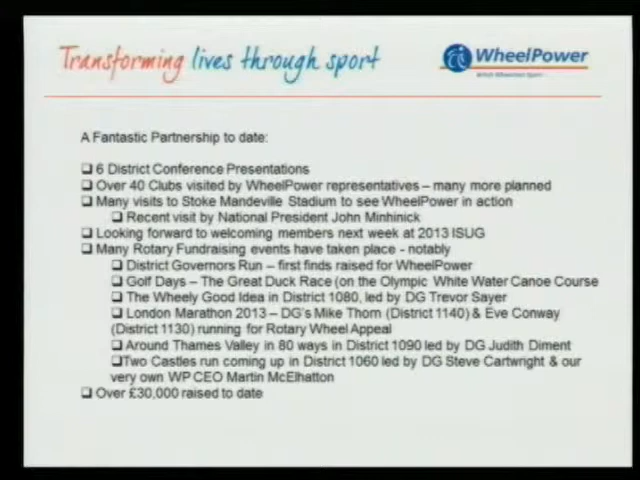 Transforming lives through sport
WheelPower
British Wheelchair Sport
A Fantastic Partnership to date:
6 District Conference Presentations
Over 40 Clubs visited by WheelPower representatives – many more planned
Many visits to Stoke Mandeville Stadium to see WheelPower in action
Recent visit by National President John Minhinick
Looking forward to welcoming members next week at 2013 ISUG
Many Rotary Fundraising events have taken place - notably
District Governors Run – first finds raised for WheelPower
Golf Days – The Great Duck Race (on the Olympic White Water Canoe Course
The Wheely Good Idea in District 1080, led by DG Trevor Sayer
London Marathon 2013 – DG's Mike Thorn (District 1140) & Eve Conway
(District 1130) running for Rotary Wheel Appeal
Around Thames Valley in 80 ways in District 1090 led by DG Judith Diment
Two Castles run coming up in District 1060 led by DG Steve Cartwright & our
very own WP CEO Martin McElhatton
Over £30,000 raised to date